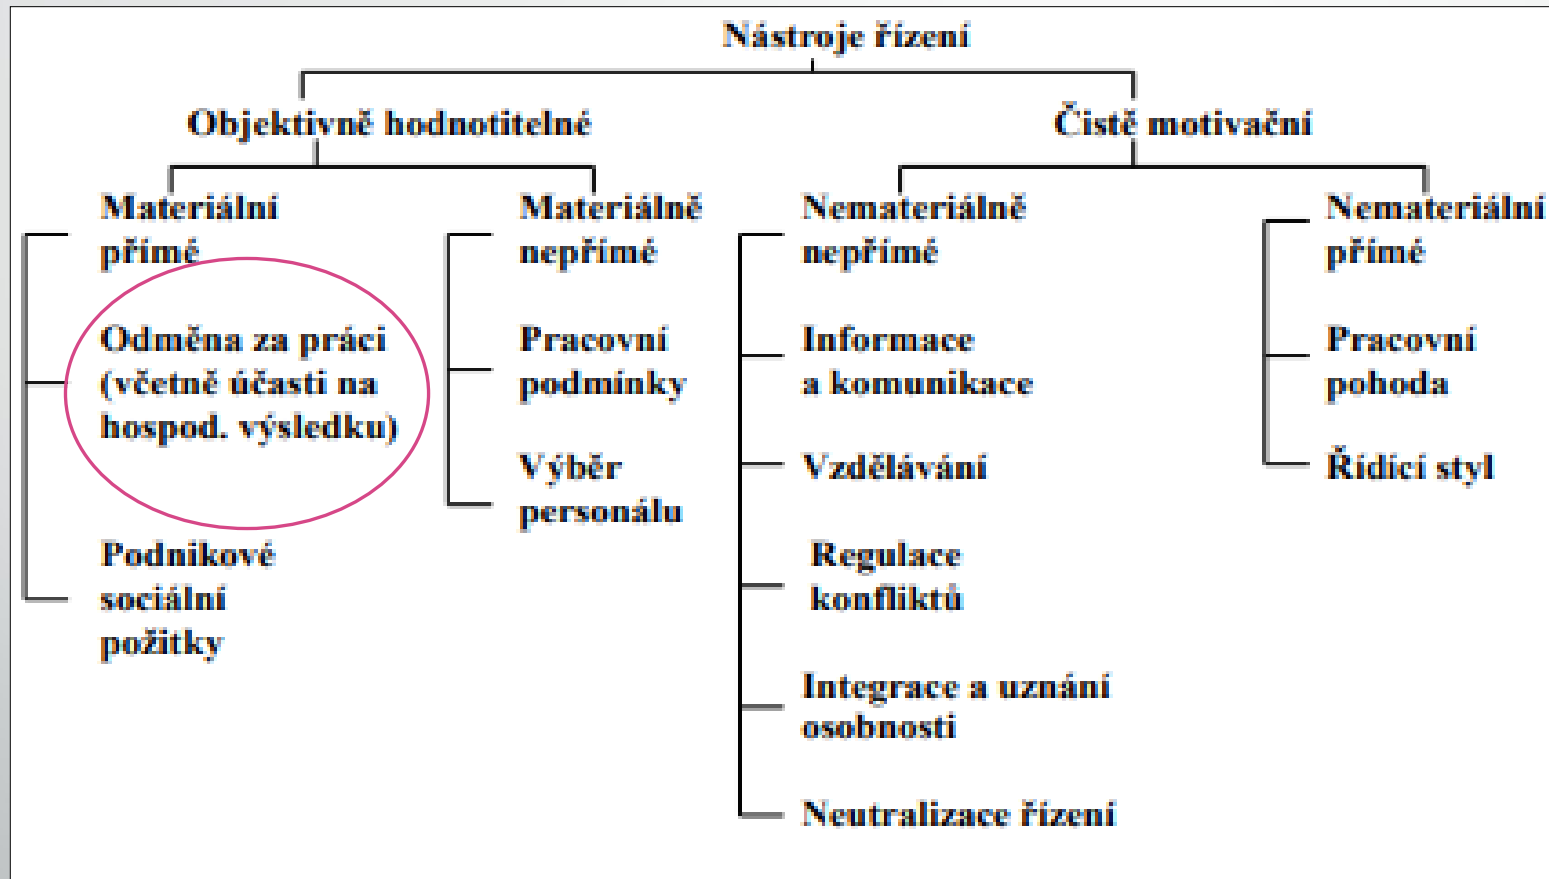 Nástroje řízení
Objektivně hodnotitelné
Čistě motivační
Materiální
přímé
Odměna za práci
(včetně účasti na
hospod. výsledku)
Podnikové
sociální
požitky
Materiálně
nepřímé
Pracovní
podmínky
Výběr
personálu
Nemateriálně
nepřímé
Informace
a komunikace
Vzdělávání
Regulace
konfliktů
Integrace a uznání
osobnosti
Neutralizace řízení
Nemateriální
přímé
Pracovní
pohoda
Řídící styl